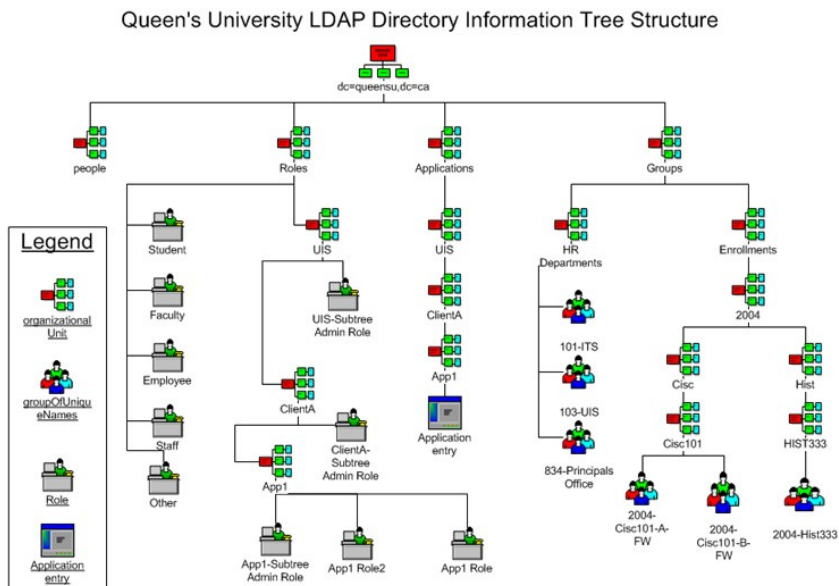 Queen's University LDAP Directory Information Tree Structure
dc=queensu,dc=ca
people
Roles
Applications
Groups
Student
UIS
UIS
HR
Departments
Enrollments
Legend
organizational
Unit
groupOfUniqu
eNames
Role
Application
entry
Faculty
UIS-Subtree
Admin Role
ClientA
101-ITS
2004
Employee
ClientA
App1
103-UIS
Cisc
Hist
Staff
ClientA-
Subtree
Admin Role
Application
entry
834-Principals
Office
Cisc101
HIST333
Other
App1
2004-
Cisc101-A-
FW
2004-
Cisc101-B-
FW
2004-Hist333
App1-Subtree
Admin Role
App1 Role2
App1 Role